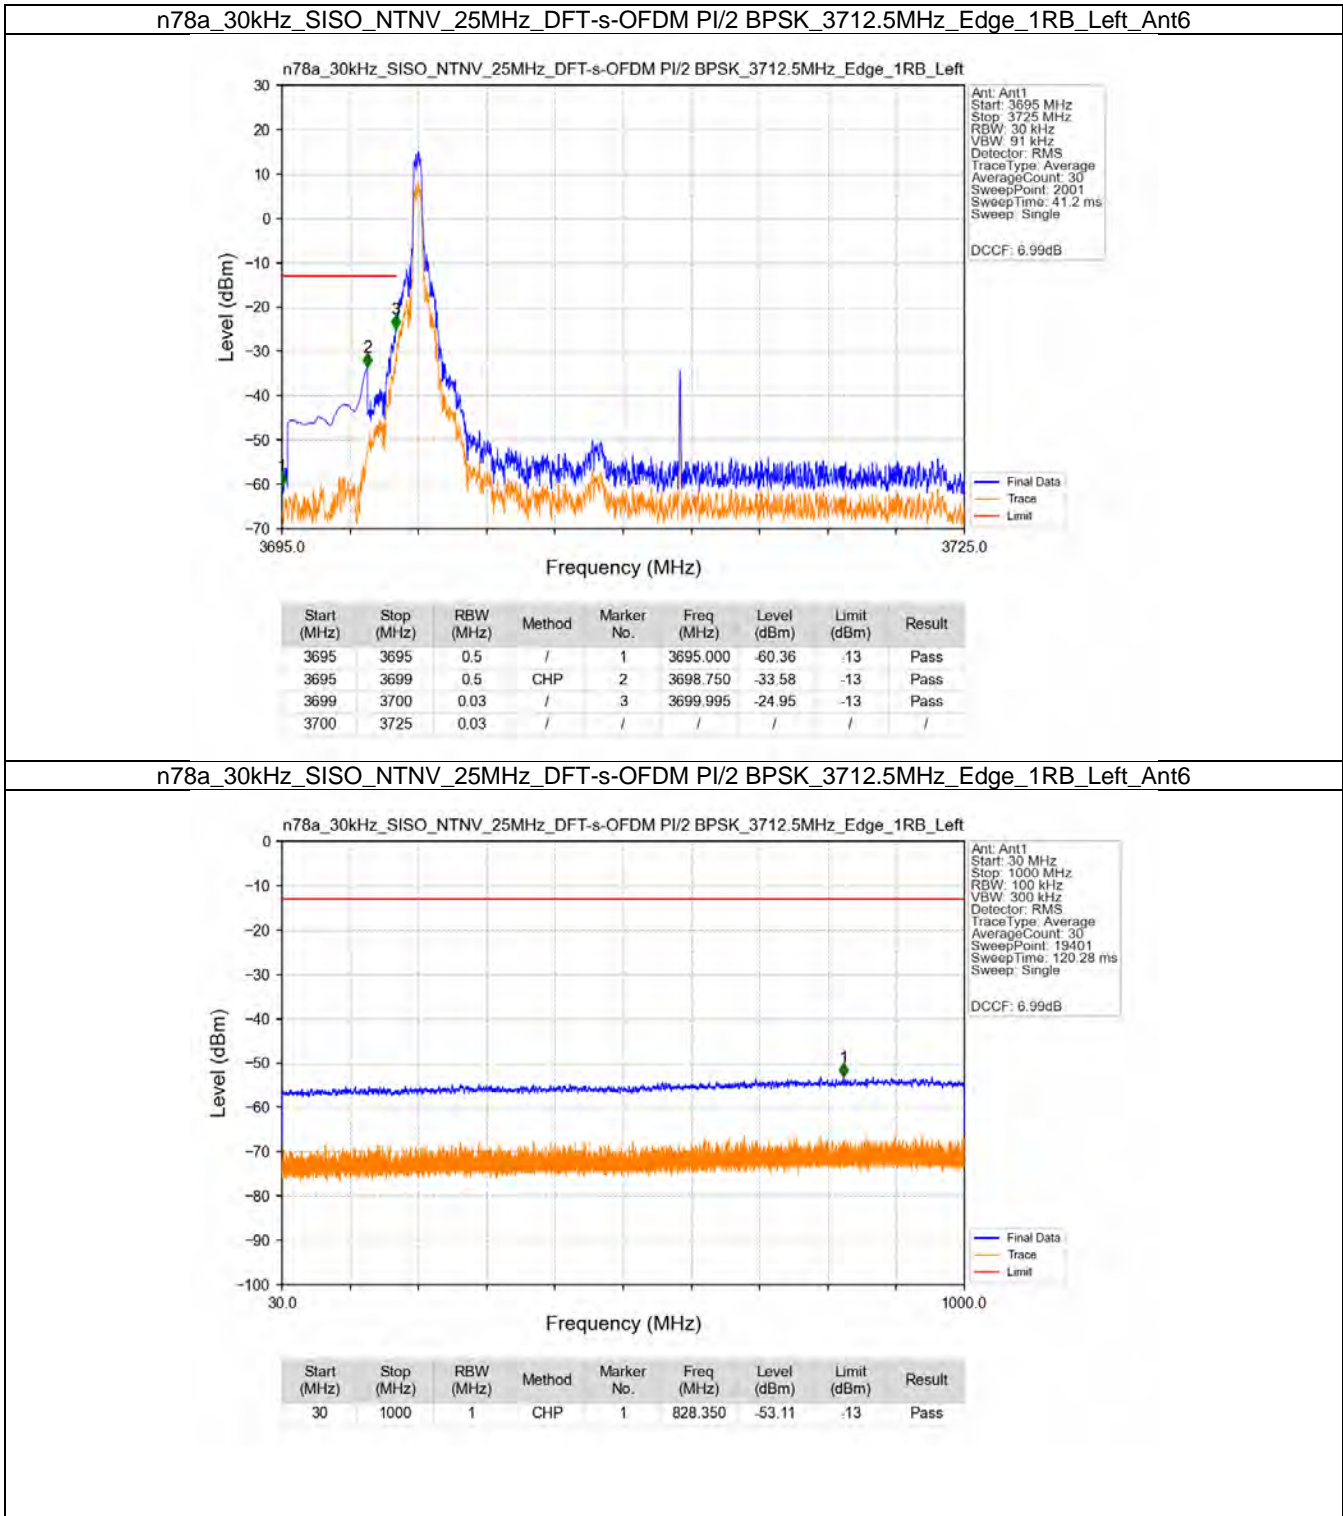 n78a_30kHz_SISO_NTNV_25MHz_DFT-s-OFDM PI/2 BPSK_3712.5MHz_Edge_1RB_Left_Ant6
n78a_30kHz_SISO_NTNV_25MHz_DFT-s-OFDM PI/2 BPSK_3712.5MHz_Edge_1RB_Left
Ant: Ant1
Start: 3695 MHz
Stop: 3725 MHz
RBW: 30 kHz
VBW: 91 kHz
Detector: RMS
TraceType: Average
AverageCount: 30
SweepPoint: 2001
SweepTime: 41.2 ms
Sweep: Single
DCCF: 6.99dB
30
20
10
0
−10
−20
−30
−40
−50
−60
−70
Level (dBm)
1
2
3
Final Data
Trace
Limit
3695.0 3725.0
Frequency (MHz)
Start (MHz) Stop (MHz) RBW (MHz) Method Marker No. Freq (MHz) Level (dBm) Limit (dBm) Result
3695 3695 0.5 / 1 3695.000 -60.36 -13 Pass
3695 3699 0.5 CHP 2 3698.750 -33.58 -13 Pass
3699 3700 0.03 / 3 3699.995 -24.95 -13 Pass
3700 3725 0.03 / / / / / /
n78a_30kHz_SISO_NTNV_25MHz_DFT-s-OFDM PI/2 BPSK_3712.5MHz_Edge_1RB_Left_Ant6
n78a_30kHz_SISO_NTNV_25MHz_DFT-s-OFDM PI/2 BPSK_3712.5MHz_Edge_1RB_Left
Ant: Ant1
Start: 30 MHz
Stop: 1000 MHz
RBW: 100 kHz
VBW: 300 kHz
Detector: RMS
TraceType: Average
AverageCount: 30
SweepPoint: 19401
SweepTime: 120.28 ms
Sweep: Single
DCCF: 6.99dB
0
−10
−20
−30
−40
−50
−60
−70
−80
−90
−100
Level (dBm)
1
Final Data
Trace
Limit
30.0 1000.0
Frequency (MHz)
Start (MHz) Stop (MHz) RBW (MHz) Method Marker No. Freq (MHz) Level (dBm) Limit (dBm) Result
30 1000 1 CHP 1 828.350 -53.11 -13 Pass